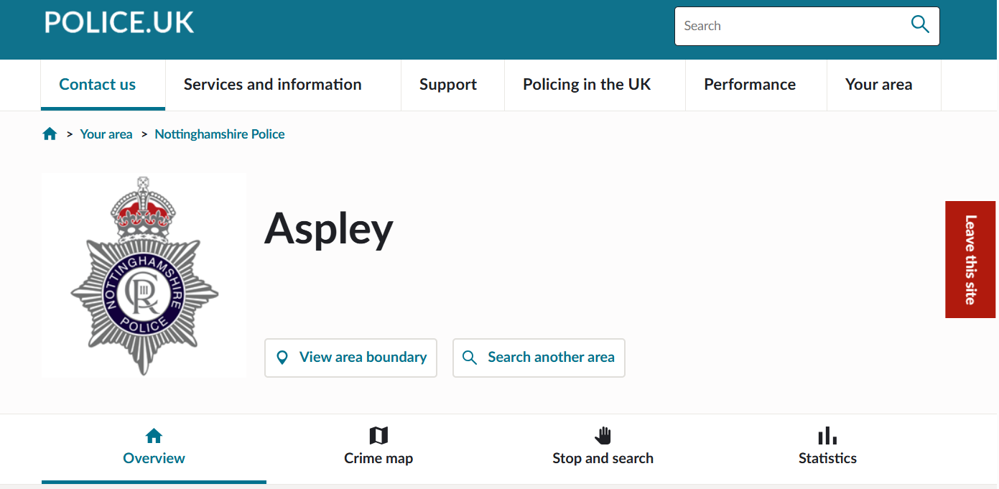 POLICE.UK
Search
Contact us
Services and information
Support
Policing in the UK
Performance
Your area
> Your area > Nottinghamshire Police
NOTTINGHAMSHIRE
CIIIR
POLICE
Aspley
Leave this site
View area boundary
Search another area
Overview
Crime map
Stop and search
Statistics